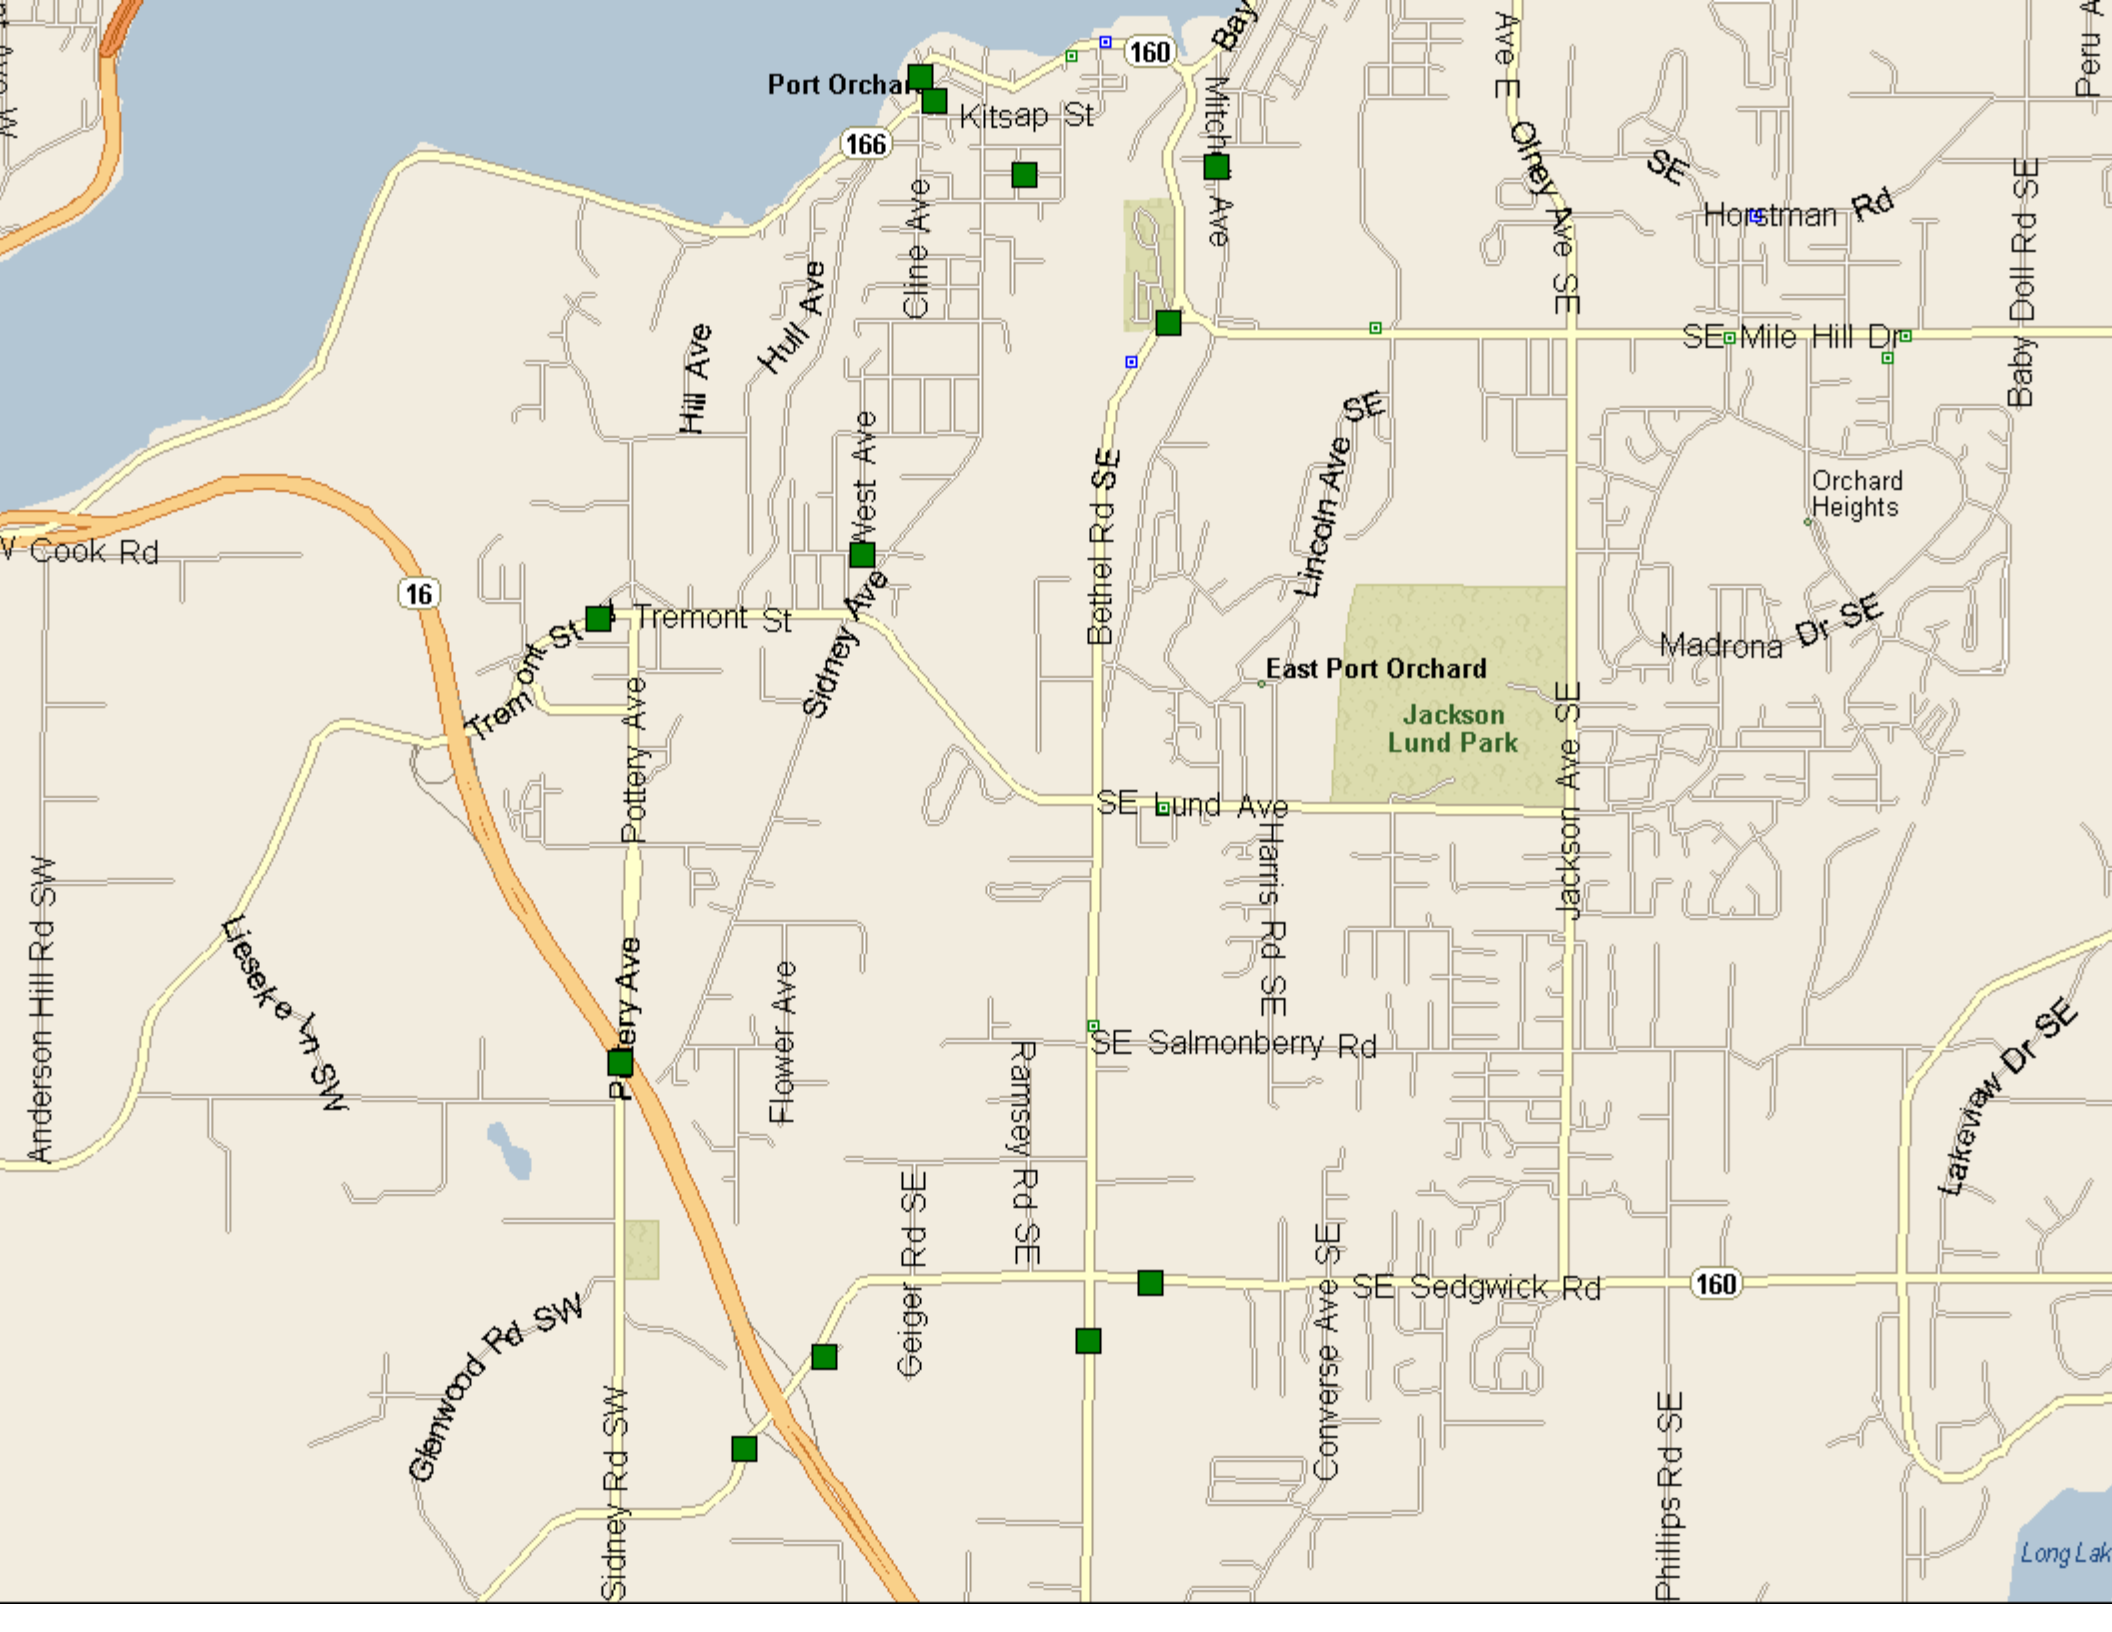 160
Bay
Ave E
Peru A
Port Orchar
Kitsap St
166
Mitch
Ave
Olney Ave SE
SE
Horstman Rd
Baby Doll Rd SE
Cline Ave
Hull Ave
Hill Ave
SE Mile Hill Dr
West Ave
Lincoln Ave SE
Bethel Rd SE
Orchard
Heights
Cook Rd
16
Tremont St
Tremont St
Sidney Ave
Madrona Dr SE
East Port Orchard
Jackson
Lund Park
Pottery Ave
Jackson Ave SE
SE Lund Ave
Harris Rd SE
Anderson Hill Rd SW
Lieseke Ln SW
Pottery Ave
Flower Ave
SE Salmonberry Rd
Ramsey Rd SE
Lakeview Dr SE
Geiger Rd SE
Converse Ave SE
SE Sedgwick Rd
160
Glenwood Rd SW
Sidney Rd SW
Phillips Rd SE
Long Lak